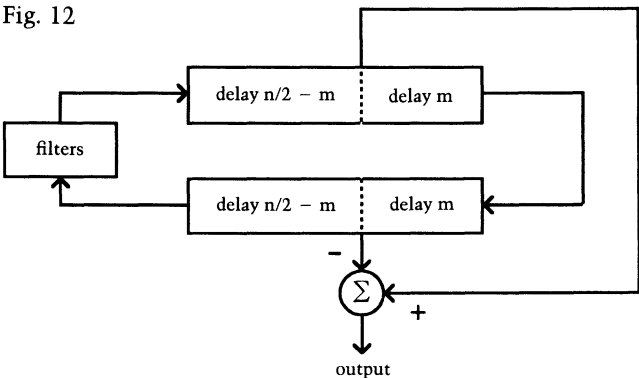 Fig. 12
delay n/2 − m
delay m
filters
delay n/2 − m
delay m
−
Σ
+
output